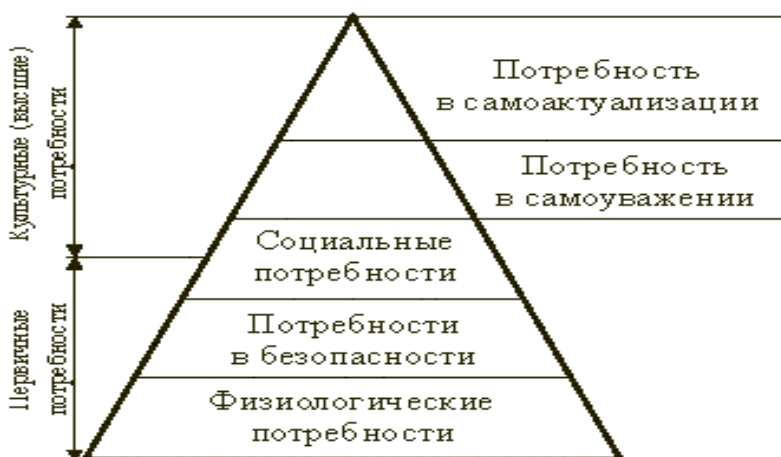 Потребность
в самоактуализации
Потребность
в самоуважении
Социальные
потребности
Потребности
в безопасности
Физиологические
потребности
Культурные (высшие)
потребности
Первичные
потребности